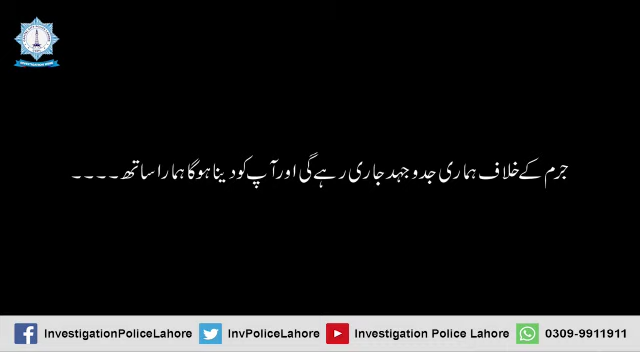 جرم کے خلاف ہماری جدوجہد جاری رہے گی اور آپ کو دینا ہوگا ہمارا ساتھ ۔۔۔۔
InvestigationPoliceLahore InvPoliceLahore Investigation Police Lahore 0309-9911911